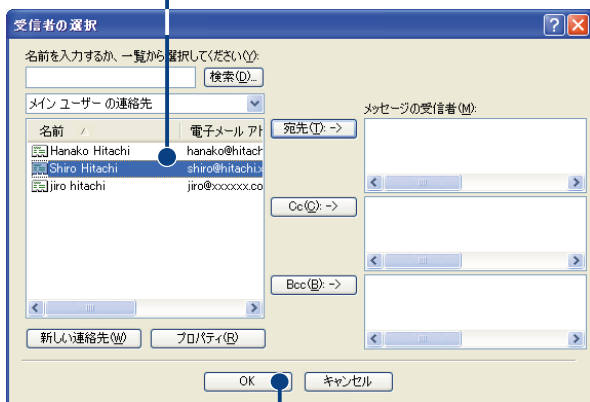 受信者の選択
名前を入力するか、一覧から選択してください(Y):
検索(D)...
メイン ユーザー の連絡先
メッセージの受信者(M):
名前 電子メール アト
宛先(T): ->
Hanako Hitachi hanako@hitach
Shiro Hitachi shiro@hitachi.x
jiro hitachi jiro@xxxxxx.co
Cc(C): ->
Bcc(B): ->
新しい連絡先(W) プロパティ(R)
OK キャンセル